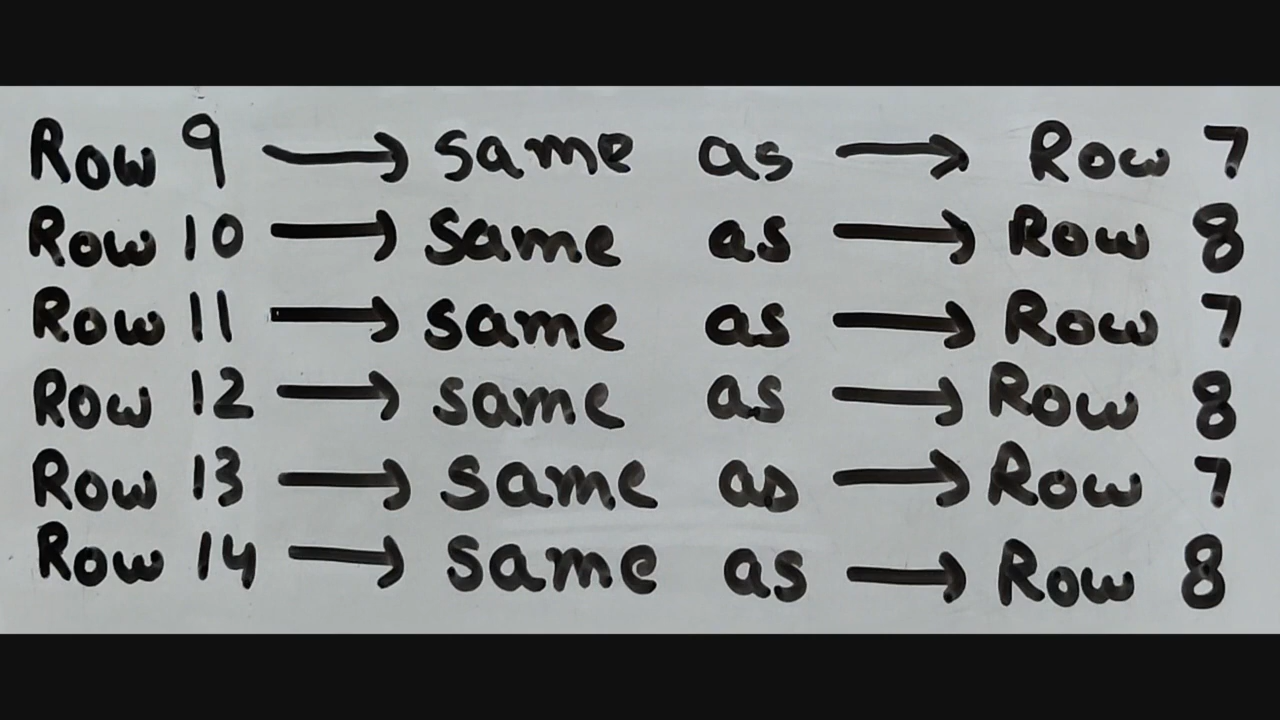 Row 9 → same as → Row 7
Row 10 → same as → Row 8
Row 11 → same as → Row 7
Row 12 → same as → Row 8
Row 13 → same as → Row 7
Row 14 → same as → Row 8